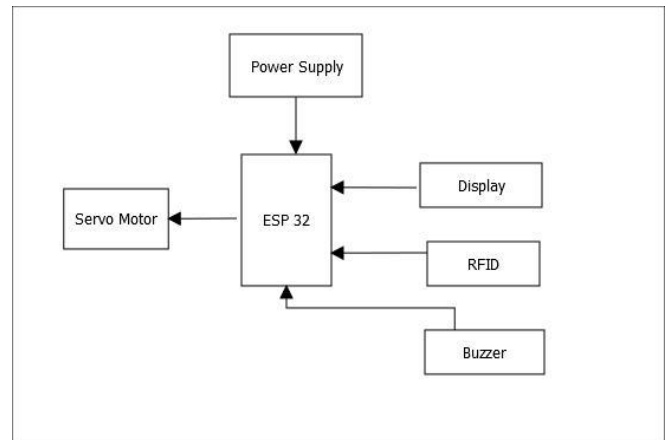 Power Supply
Display
Servo Motor
ESP 32
RFID
Buzzer